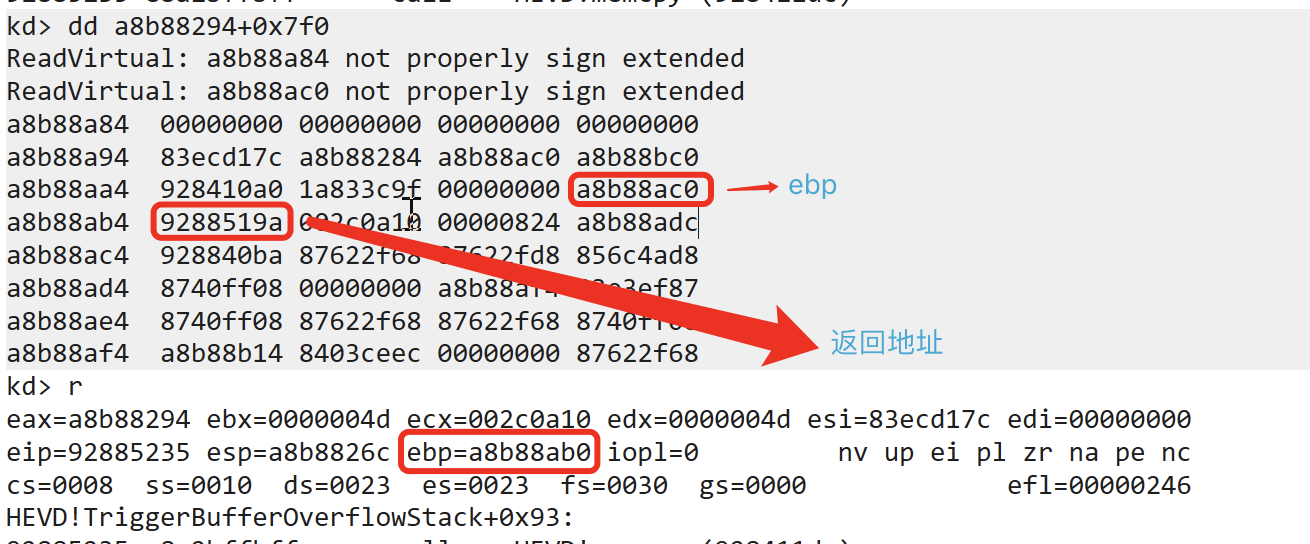 kd> dd a8b88294+0x7f0
ReadVirtual: a8b88a84 not properly sign extended
ReadVirtual: a8b88ac0 not properly sign extended
a8b88a84 00000000 00000000 00000000 00000000
a8b88a94 83ecd17c a8b88284 a8b88ac0 a8b88bc0
a8b88aa4 928410a0 1a833c9f 00000000 a8b88ac0 ebp
a8b88ab4 9288519a 002c0a10 00000824 a8b88adc
a8b88ac4 928840ba 87622f68 87622fd8 856c4ad8
a8b88ad4 8740ff08 00000000
a8b88ae4 8740ff08 87622f68 87622f68
返回地址
a8b88af4 a8b88b14 8403ceec 00000000 87622f68
kd> r
eax=a8b88294 ebx=0000004d ecx=002c0a10 edx=0000004d esi=83ecd17c edi=00000000
eip=92885235 esp=a8b8826c ebp=a8b88ab0 iopl=0 nv up ei pl zr na pe nc
cs=0008 ss=0010 ds=0023 es=0023 fs=0030 gs=0000 efl=00000246
HEVD!TriggerBufferOverflowStack+0x93: